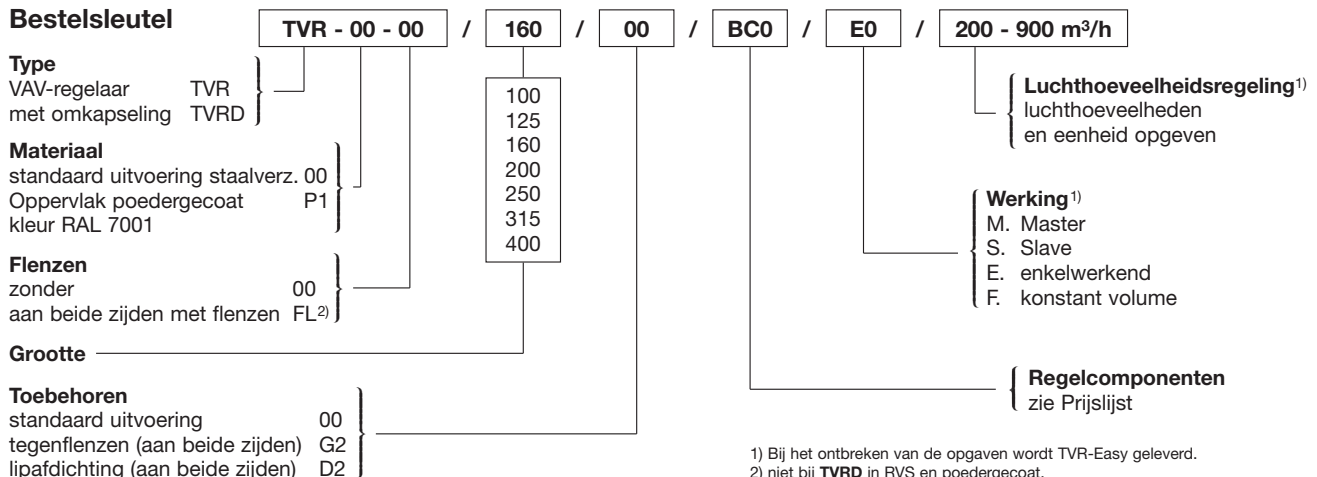 Bestelsleutel
TVR - 00 - 00 / 160 / 00 / BC0 / E0 / 200 - 900 m³/h
Type
VAV-regelaar TVR
met omkapseling TVRD
Materiaal
standaard uitvoering staalverz. 00
Oppervlak poedergecoat P1
kleur RAL 7001
Flenzen
zonder 00
aan beide zijden met flenzen FL2)
Grootte
Toebehoren
standaard uitvoering 00
tegenflenzen (aan beide zijden) G2
lipafdichting (aan beide zijden) D2
100
125
160
200
250
315
400
Luchthoeveelheidsregeling1)
luchthoeveelheden
en eenheid opgeven
Werking1)
M. Master
S. Slave
E. enkelwerkend
F. konstant volume
Regelcomponenten
zie Prijslijst
1) Bij het ontbreken van de opgaven wordt TVR-Easy geleverd.
2) niet bij TVRD in RVS en poedergecoat.